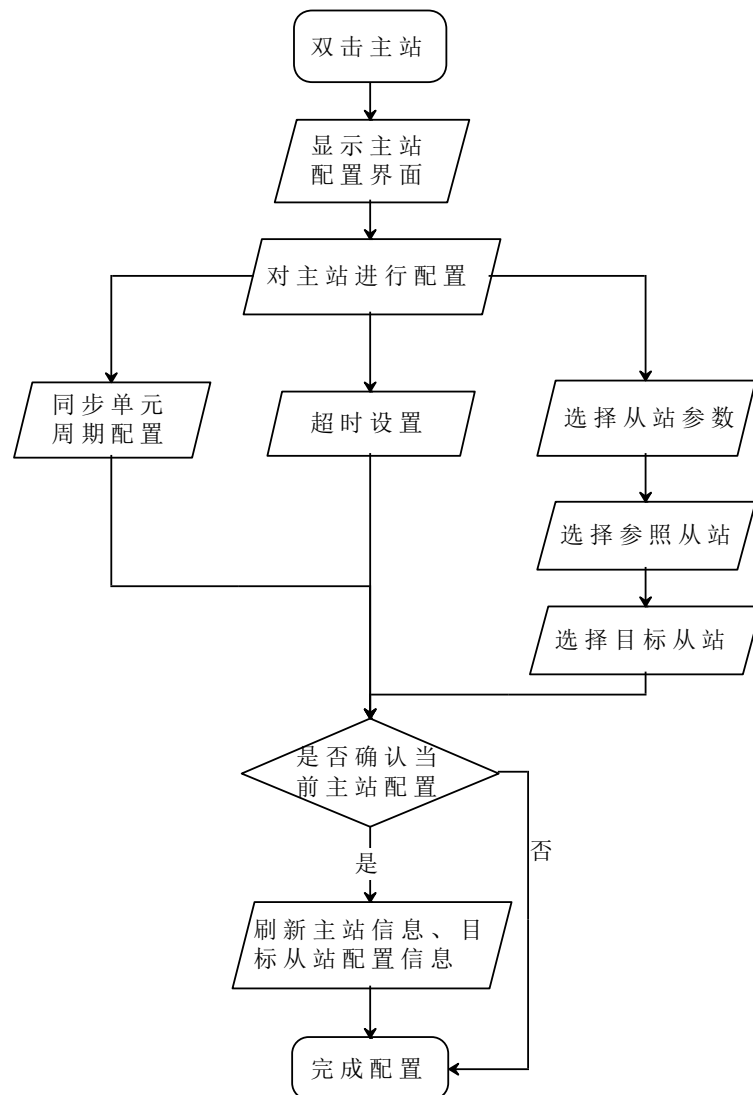 双击主站
显示主站
配置界面
对主站进行配置
同步单元
周期配置
超时设置
选择从站参数
选择参照从站
选择目标从站
是否确认当
前主站配置
否
是
刷新主站信息、目
标从站配置信息
完成配置